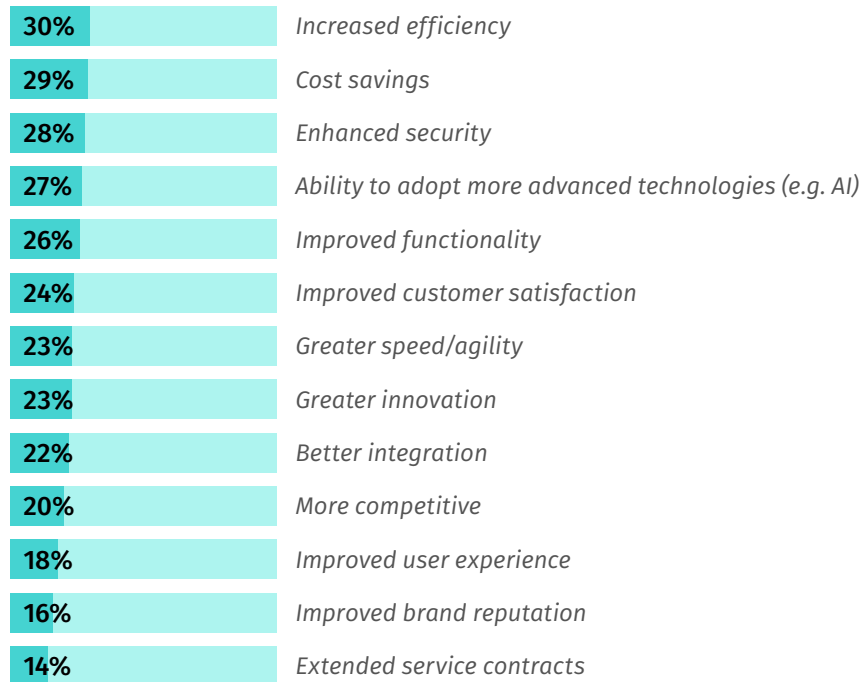 30% Increased efficiency
29% Cost savings
28% Enhanced security
27% Ability to adopt more advanced technologies (e.g. AI)
26% Improved functionality
24% Improved customer satisfaction
23% Greater speed/agility
23% Greater innovation
22% Better integration
20% More competitive
18% Improved user experience
16% Improved brand reputation
14% Extended service contracts